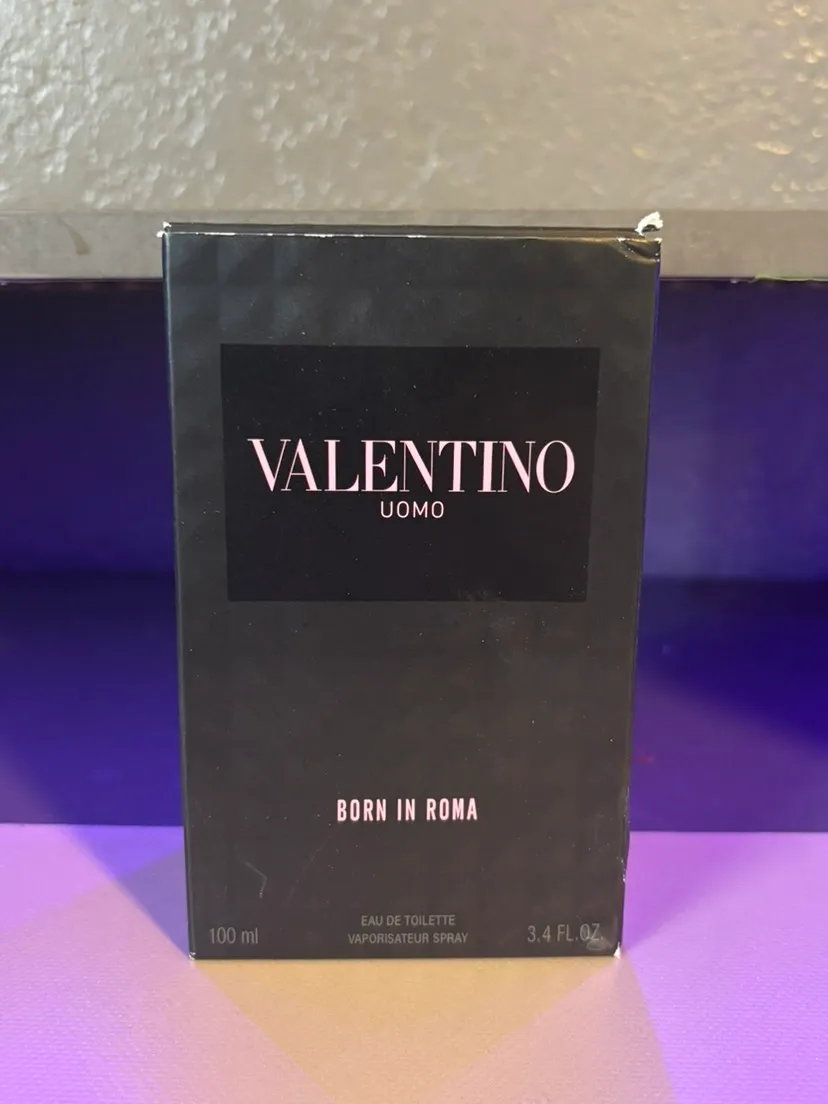 VALENTINO
UOMO
BORN IN ROMA
EAU DE TOILETTE
100 ml VAPORISATEUR SPRAY 3.4 FL.OZ.